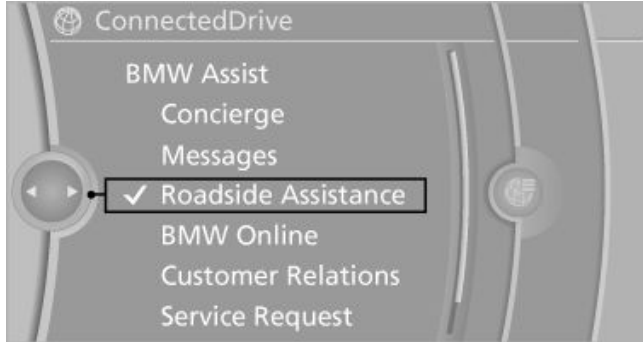 ConnectedDrive
BMW Assist
Concierge
Messages
Roadside Assistance
BMW Online
Customer Relations
Service Request